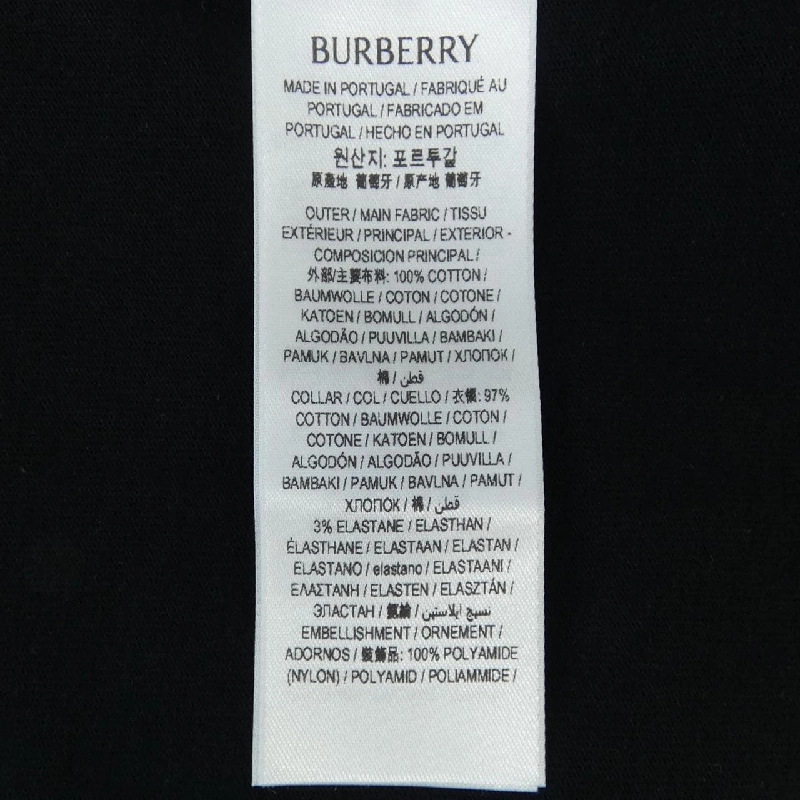 BURBERRY
MADE IN PORTUGAL / FABRIQUÉ AU
PORTUGAL / FABRICADO EM
PORTUGAL / HECHO EN PORTUGAL
원산지: 포르투갈
原產地 葡萄牙 / 原产地 葡萄牙
OUTER / MAIN FABRIC / TISSU
EXTÉRIEUR / PRINCIPAL / EXTERIOR -
COMPOSICION PRINCIPAL /
外部/主要布料: 100% COTTON /
BAUMWOLLE / COTON / COTONE /
KATOEN / BOMULL / ALGODÓN /
ALGODÃO / PUUVILLA / BAMBAKI /
PAMUK / BAVLNA / PAMUT / ХЛОПОК /
棉 / قطن
COLLAR / COL / CUELLO / 衣領: 97%
COTTON / BAUMWOLLE / COTON /
COTONE / KATOEN / BOMULL /
ALGODÓN / ALGODÃO / PUUVILLA /
BAMBAKI / PAMUK / BAVLNA / PAMUT /
ХЛОПОК / 棉 / قطن
3% ELASTANE / ELASTHAN /
ÉLASTHANE / ELASTAAN / ELASTAN /
ELASTANO / elastano / ELASTAANI /
ΕΛΑΣΤΑΝΗ / ELASTEN / ELASZTÁN /
ЭЛАСТАН / 氨綸 / نسيج ايلاستين
EMBELLISHMENT / ORNEMENT /
ADORNOS / 裝飾品: 100% POLYAMIDE
(NYLON) / POLYAMID / POLIAMMIDE /